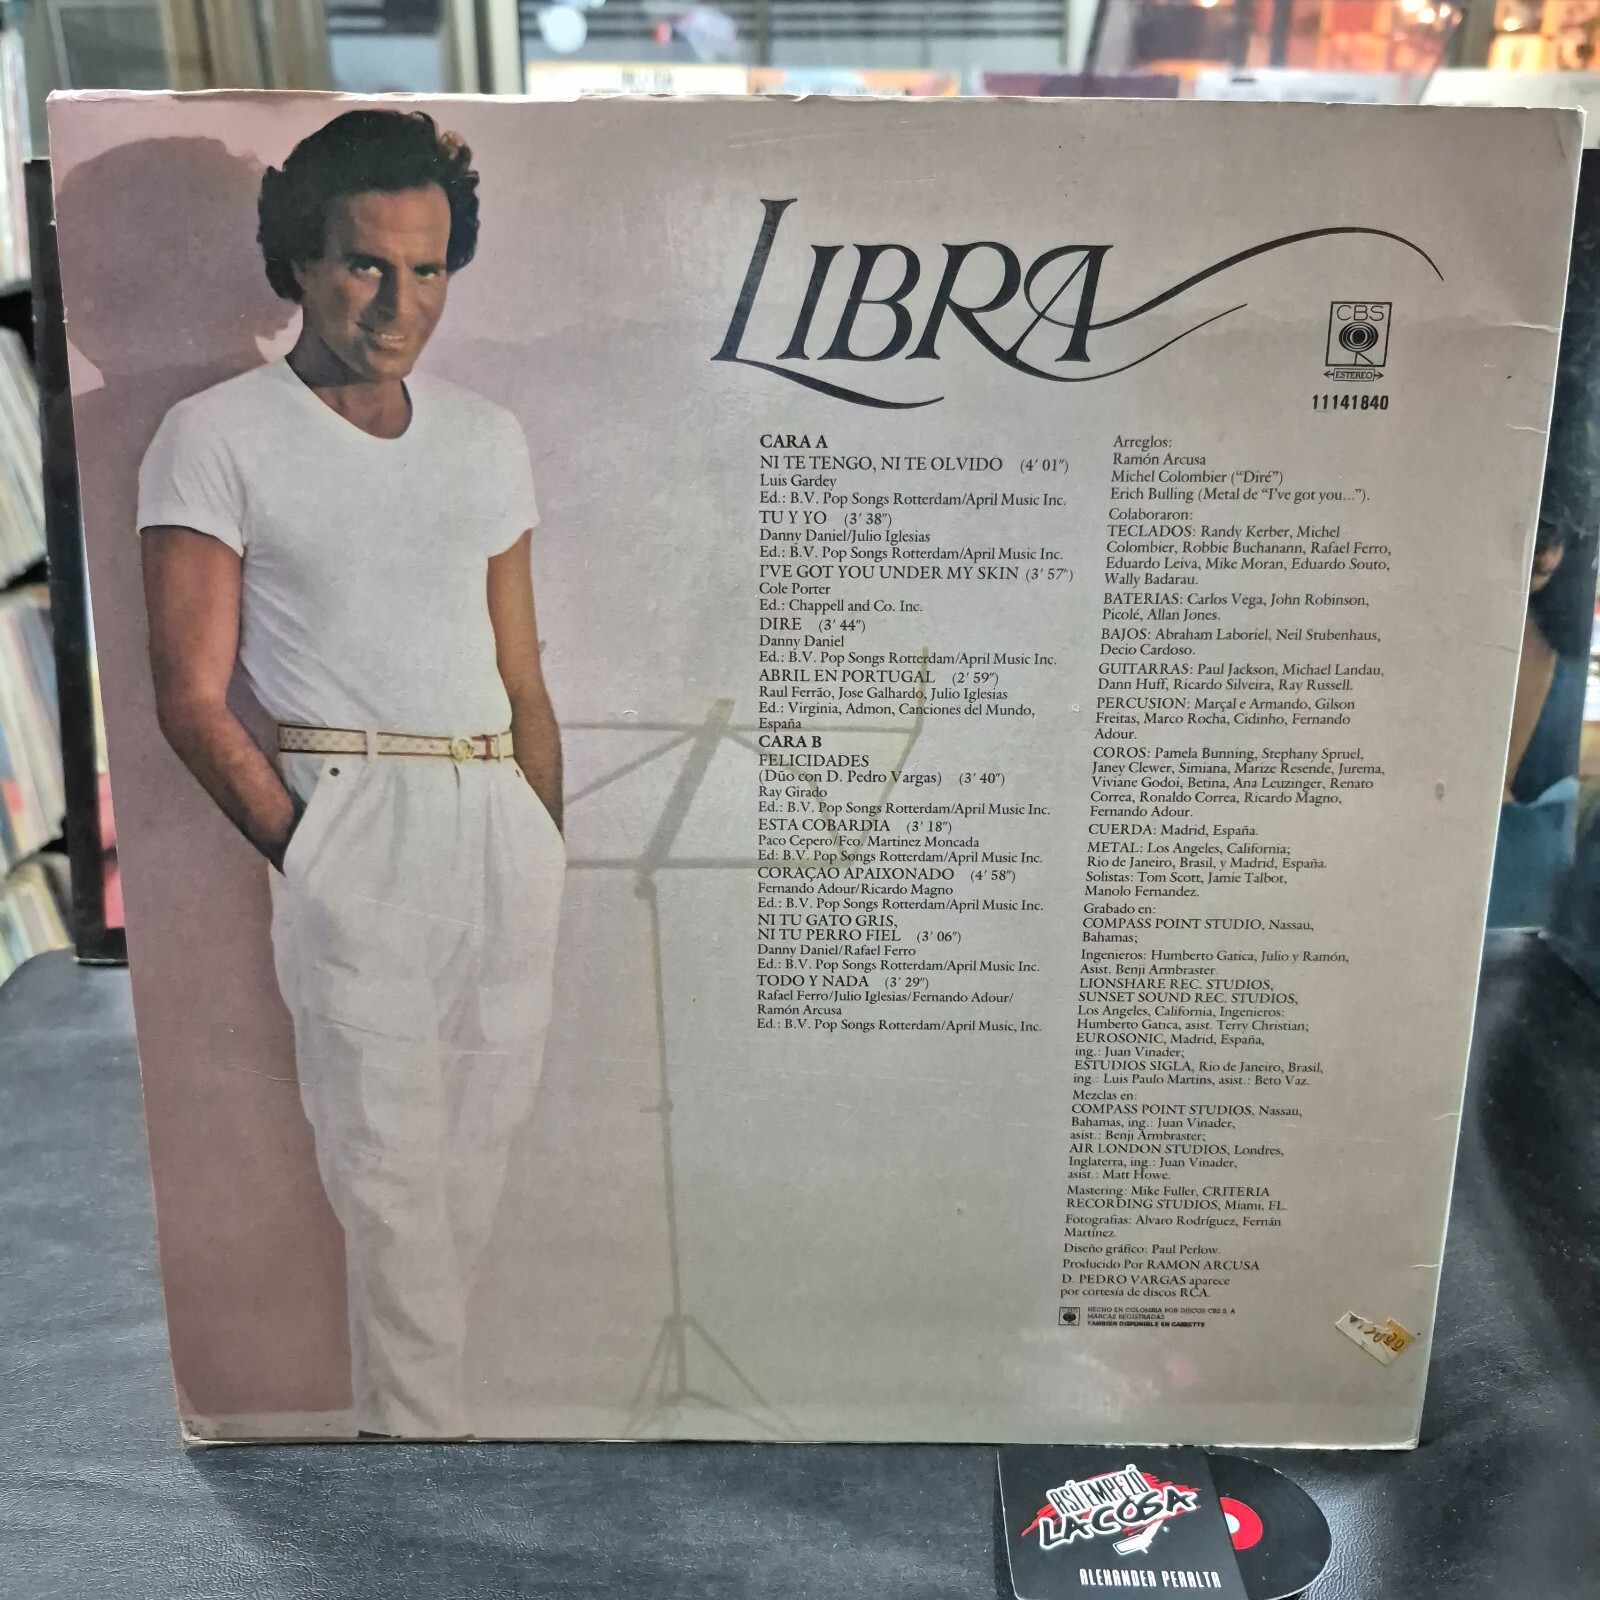 LIBRA
CBS
ESTEREO
11141840
CARA A
NI TE TENGO, NI TE OLVIDO (4' 01")
Luis Gardey
Ed.: B.V. Pop Songs Rotterdam/April Music Inc.
TU Y YO (3' 38")
Danny Daniel/Julio Iglesias
Ed.: B.V. Pop Songs Rotterdam/April Music Inc.
I'VE GOT YOU UNDER MY SKIN (3' 57")
Cole Porter
Ed.: Chappell and Co. Inc.
DIRE (3' 44")
Danny Daniel
Ed.: B.V. Pop Songs Rotterdam/April Music Inc.
ABRIL EN PORTUGAL (2' 59")
Raul Ferrão, Jose Galhardo, Julio Iglesias
Ed.: Virginia, Admon, Canciones del Mundo,
España
CARA B
FELICIDADES
(Dūo con D. Pedro Vargas) (3' 40")
Ray Girado
Ed.: B.V. Pop Songs Rotterdam/April Music Inc.
ESTA COBARDIA (3' 18")
Paco Cepero/Fco. Martinez Moncada
Ed: B.V. Pop Songs Rotterdam/April Music Inc.
CORAÇAO APAIXONADO (4' 58")
Fernando Adour/Ricardo Magno
Ed.: B.V. Pop Songs Rotterdam/April Music Inc.
NI TU GATO GRIS,
NI TU PERRO FIEL (3' 06")
Danny Daniel/Rafael Ferro
Ed.: B.V. Pop Songs Rotterdam/April Music Inc.
TODO Y NADA (3' 29")
Rafael Ferro/Julio Iglesias/Fernando Adour/
Ramón Arcusa
Ed.: B.V. Pop Songs Rotterdam/April Music, Inc.
Arreglos:
Ramón Arcusa
Michel Colombier ("Diré")
Erich Bulling (Metal de "I've got you...").
Colaboraron:
TECLADOS: Randy Kerber, Michel
Colombier, Robbie Buchanann, Rafael Ferro,
Eduardo Leiva, Mike Moran, Eduardo Souto,
Wally Badarau.
BATERIAS: Carlos Vega, John Robinson,
Picolé, Allan Jones.
BAJOS: Abraham Laboriel, Neil Stubenhaus,
Decio Cardoso.
GUITARRAS: Paul Jackson, Michael Landau,
Dann Huff, Ricardo Silveira, Ray Russell.
PERCUSION: Marçal e Armando, Gilson
Freitas, Marco Rocha, Cidinho, Fernando
Adour.
COROS: Pamela Bunning, Stephany Spruel,
Janey Clewer, Simiana, Marize Resende, Jurema,
Viviane Godoi, Betina, Ana Leuzinger, Renato
Correa, Ronaldo Correa, Ricardo Magno,
Fernando Adour.
CUERDA: Madrid, España.
METAL: Los Angeles, California;
Rio de Janeiro, Brasil, y Madrid, España.
Solistas: Tom Scott, Jamie Talbot,
Manolo Fernandez.
Grabado en:
COMPASS POINT STUDIO, Nassau,
Bahamas;
Ingenieros: Humberto Gatica, Julio y Ramón,
Asist. Benji Armbraster.
LIONSHARE REC. STUDIOS,
SUNSET SOUND REC. STUDIOS,
Los Angeles, California, Ingenieros:
Humberto Gatica, asist. Terry Christian;
EUROSONIC, Madrid, España,
ing.: Juan Vinader;
ESTUDIOS SIGLA, Rio de Janeiro, Brasil,
ing.: Luis Paulo Martins, asist.: Beto Vaz.
Mezclas en:
COMPASS POINT STUDIOS, Nassau,
Bahamas, ing.: Juan Vinader,
asist.: Benji Armbraster;
AIR LONDON STUDIOS, Londres,
Inglaterra, ing.: Juan Vinader,
asist.: Matt Howe.
Mastering: Mike Fuller, CRITERIA
RECORDING STUDIOS, Miami, FL.
Fotografias: Alvaro Rodríguez, Fernán
Martínez.
Diseño gráfico: Paul Perlow.
Producido Por RAMON ARCUSA
D. PEDRO VARGAS aparece
por cortesía de discos RCA.
HECHO EN COLOMBIA POR DISCOS CBS S. A
MARCAS REGISTRADAS
TAMBIEN DISPONIBLE EN CASSETTE
ASÍ EMPEZÓ
LA COSA
ALEXANDER PERALTA